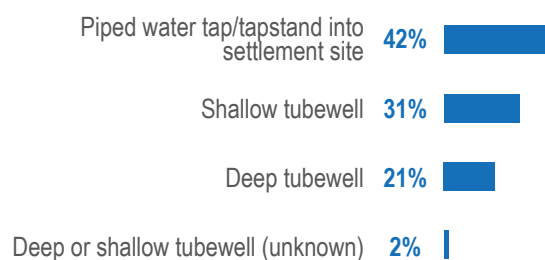 Piped water tap/tapstand into
settlement site 42%
Shallow tubewell 31%
Deep tubewell 21%
Deep or shallow tubewell (unknown) 2%